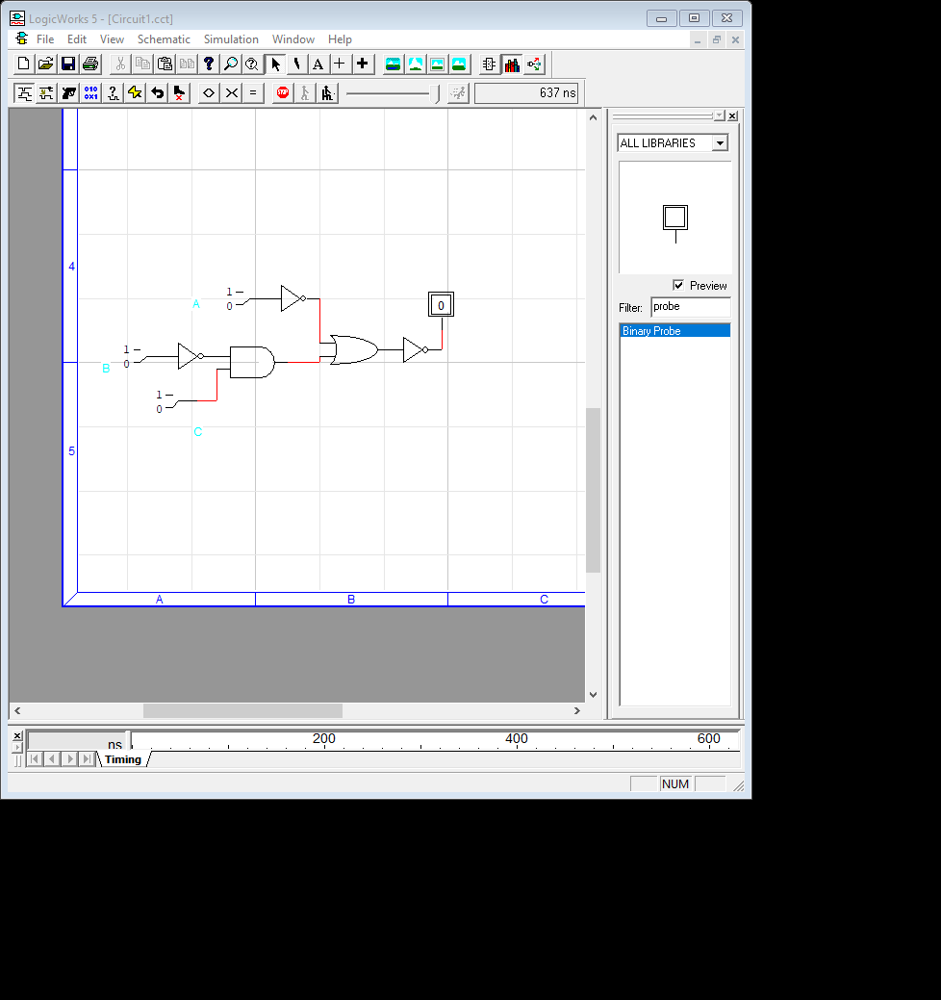 LogicWorks 5 - [Circuit1.cct]
File Edit View Schematic Simulation Window Help
A
STOP
637 ns
ALL LIBRARIES
Preview
Filter: probe
Binary Probe
4
1
0
A
0
1
0
B
1
0
C
5
A B C
ns 200 400 600
Timing
NUM